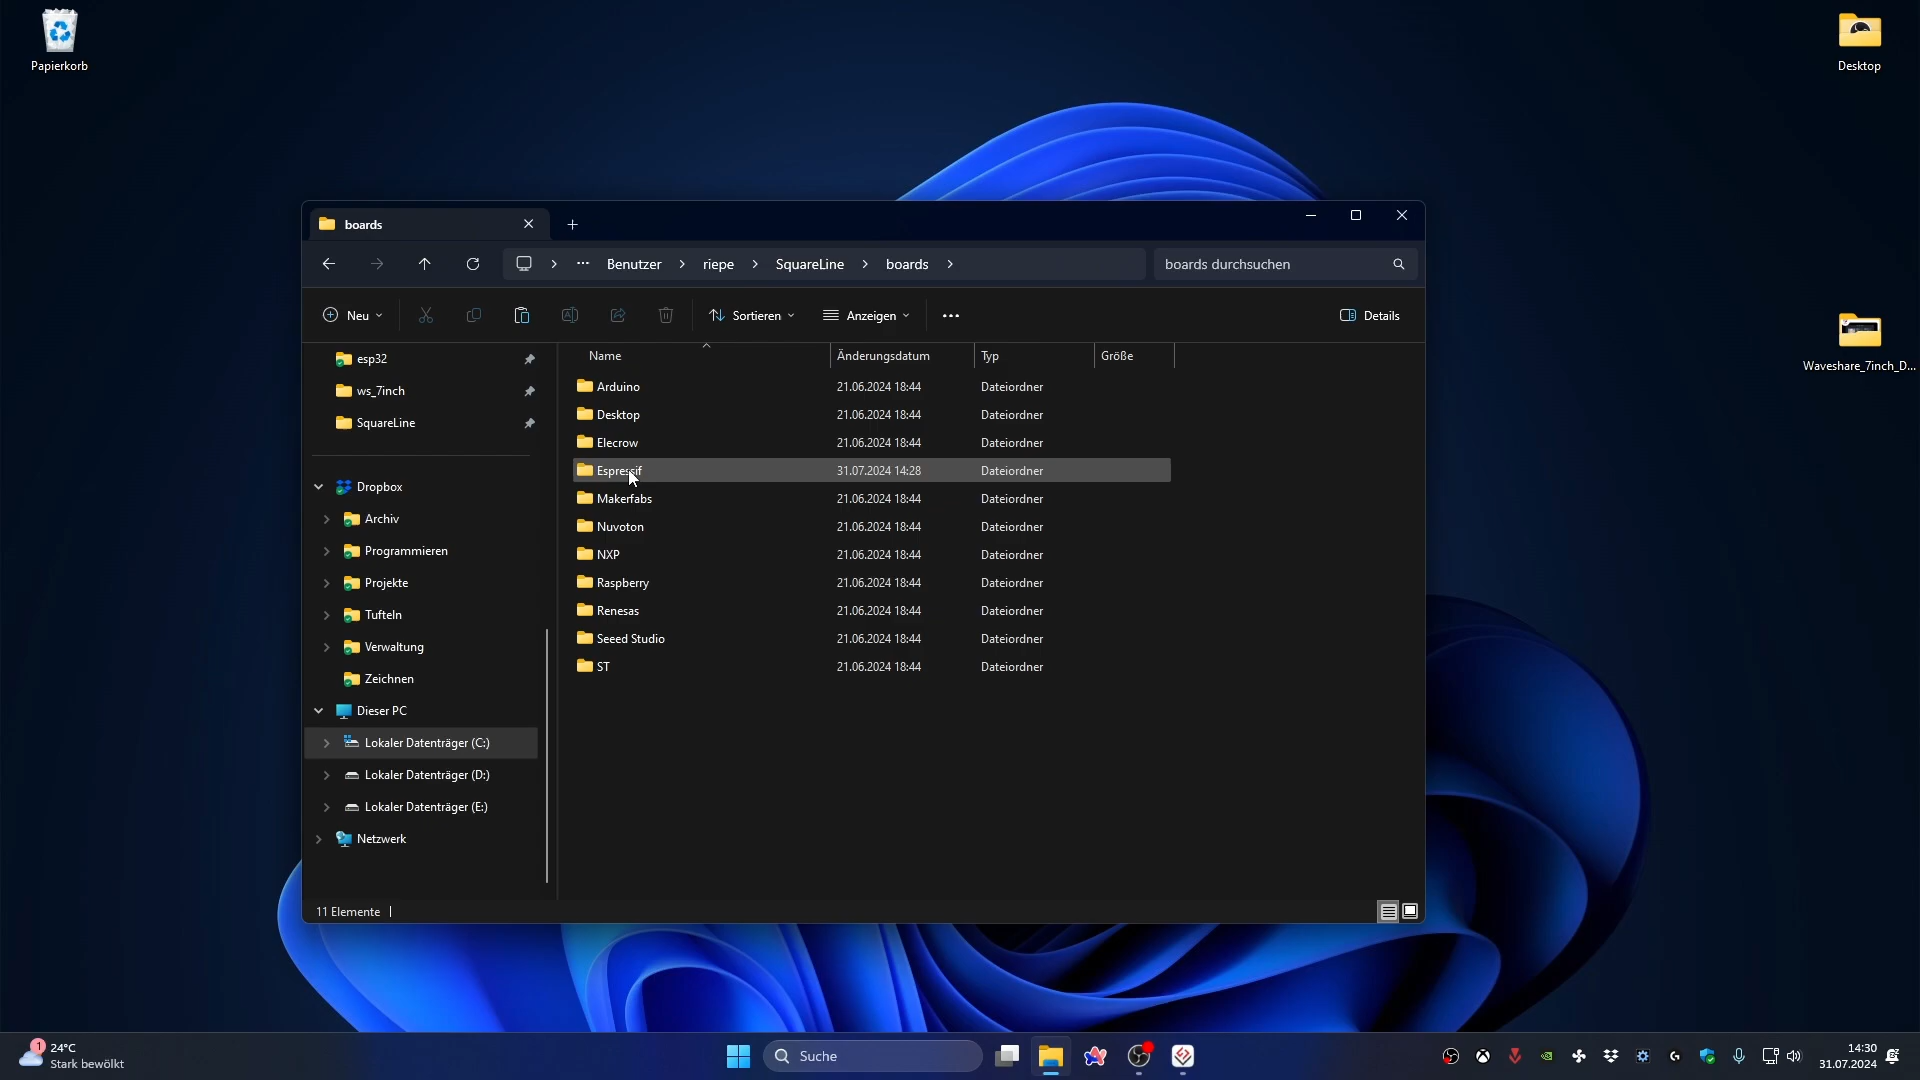 Papierkorb
Desktop
Waveshare_7inch_D...
boards
Benutzer riepe SquareLine boards
boards durchsuchen
Neu
Sortieren
Anzeigen
Details
esp32
ws_7inch
SquareLine
Dropbox
Archiv
Programmieren
Projekte
Tufteln
Verwaltung
Zeichnen
Dieser PC
Lokaler Datenträger (C:)
Lokaler Datenträger (D:)
Lokaler Datenträger (E:)
Netzwerk
Name Änderungsdatum Typ Größe
Arduino 21.06.2024 18:44 Dateiordner
Desktop 21.06.2024 18:44 Dateiordner
Elecrow 21.06.2024 18:44 Dateiordner
Espressif 31.07.2024 14:28 Dateiordner
Makerfabs 21.06.2024 18:44 Dateiordner
Nuvoton 21.06.2024 18:44 Dateiordner
NXP 21.06.2024 18:44 Dateiordner
Raspberry 21.06.2024 18:44 Dateiordner
Renesas 21.06.2024 18:44 Dateiordner
Seeed Studio 21.06.2024 18:44 Dateiordner
ST 21.06.2024 18:44 Dateiordner
11 Elemente
1
24°C
Stark bewölkt
Suche
14:30
31.07.2024